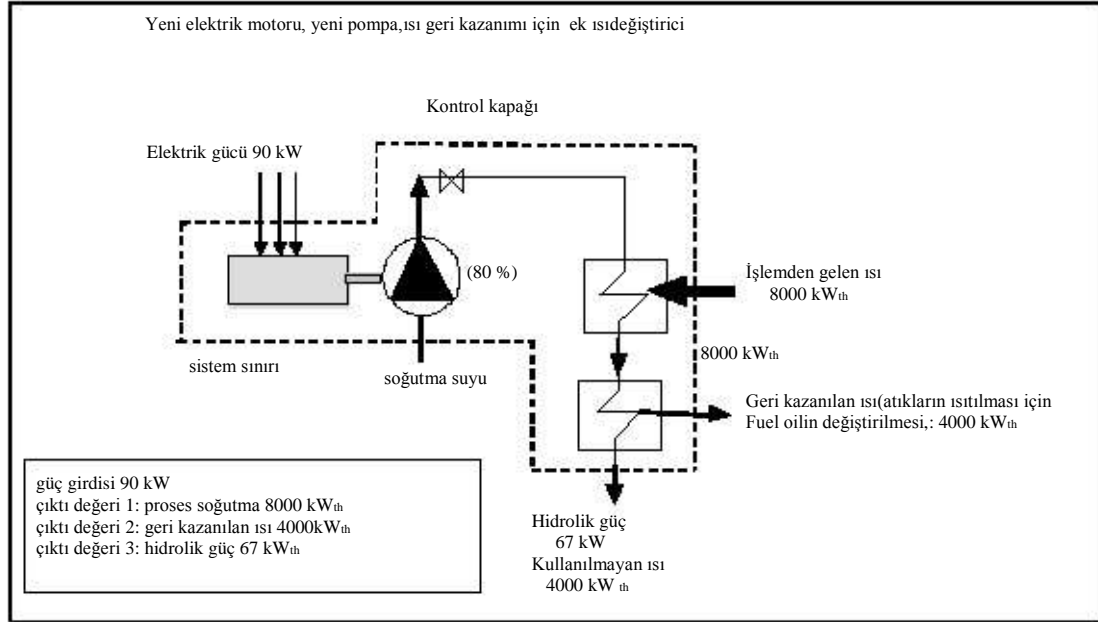 Yeni elektrik motoru, yeni pompa,ısı geri kazanımı için ek ısıdeğiştirici
Kontrol kapağı
Elektrik gücü 90 kW
(80 %)
İşlemden gelen ısı
8000 kWth
8000 kWth
sistem sınırı
soğutma suyu
Geri kazanılan ısı(atıkların ısıtılması için
Fuel oilin değiştirilmesi,: 4000 kWth
güç girdisi 90 kW
çıktı değeri 1: proses soğutma 8000 kWth
çıktı değeri 2: geri kazanılan ısı 4000kWth
çıktı değeri 3: hidrolik güç 67 kWth
Hidrolik güç
67 kW
Kullanılmayan ısı
4000 kW th